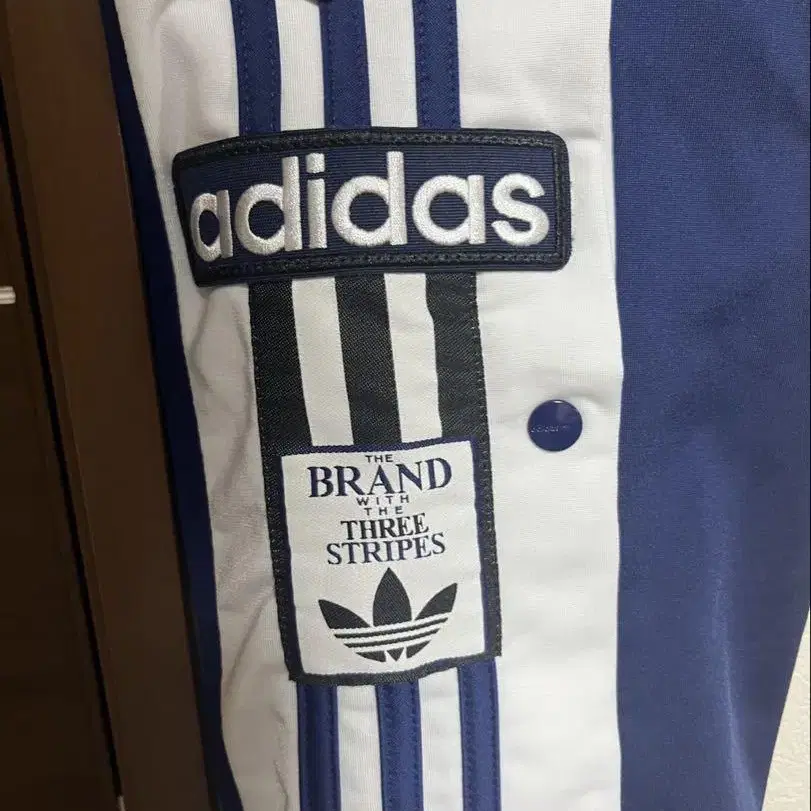 adidas
THE
BRAND
WITH
THE
THREE
STRIPES